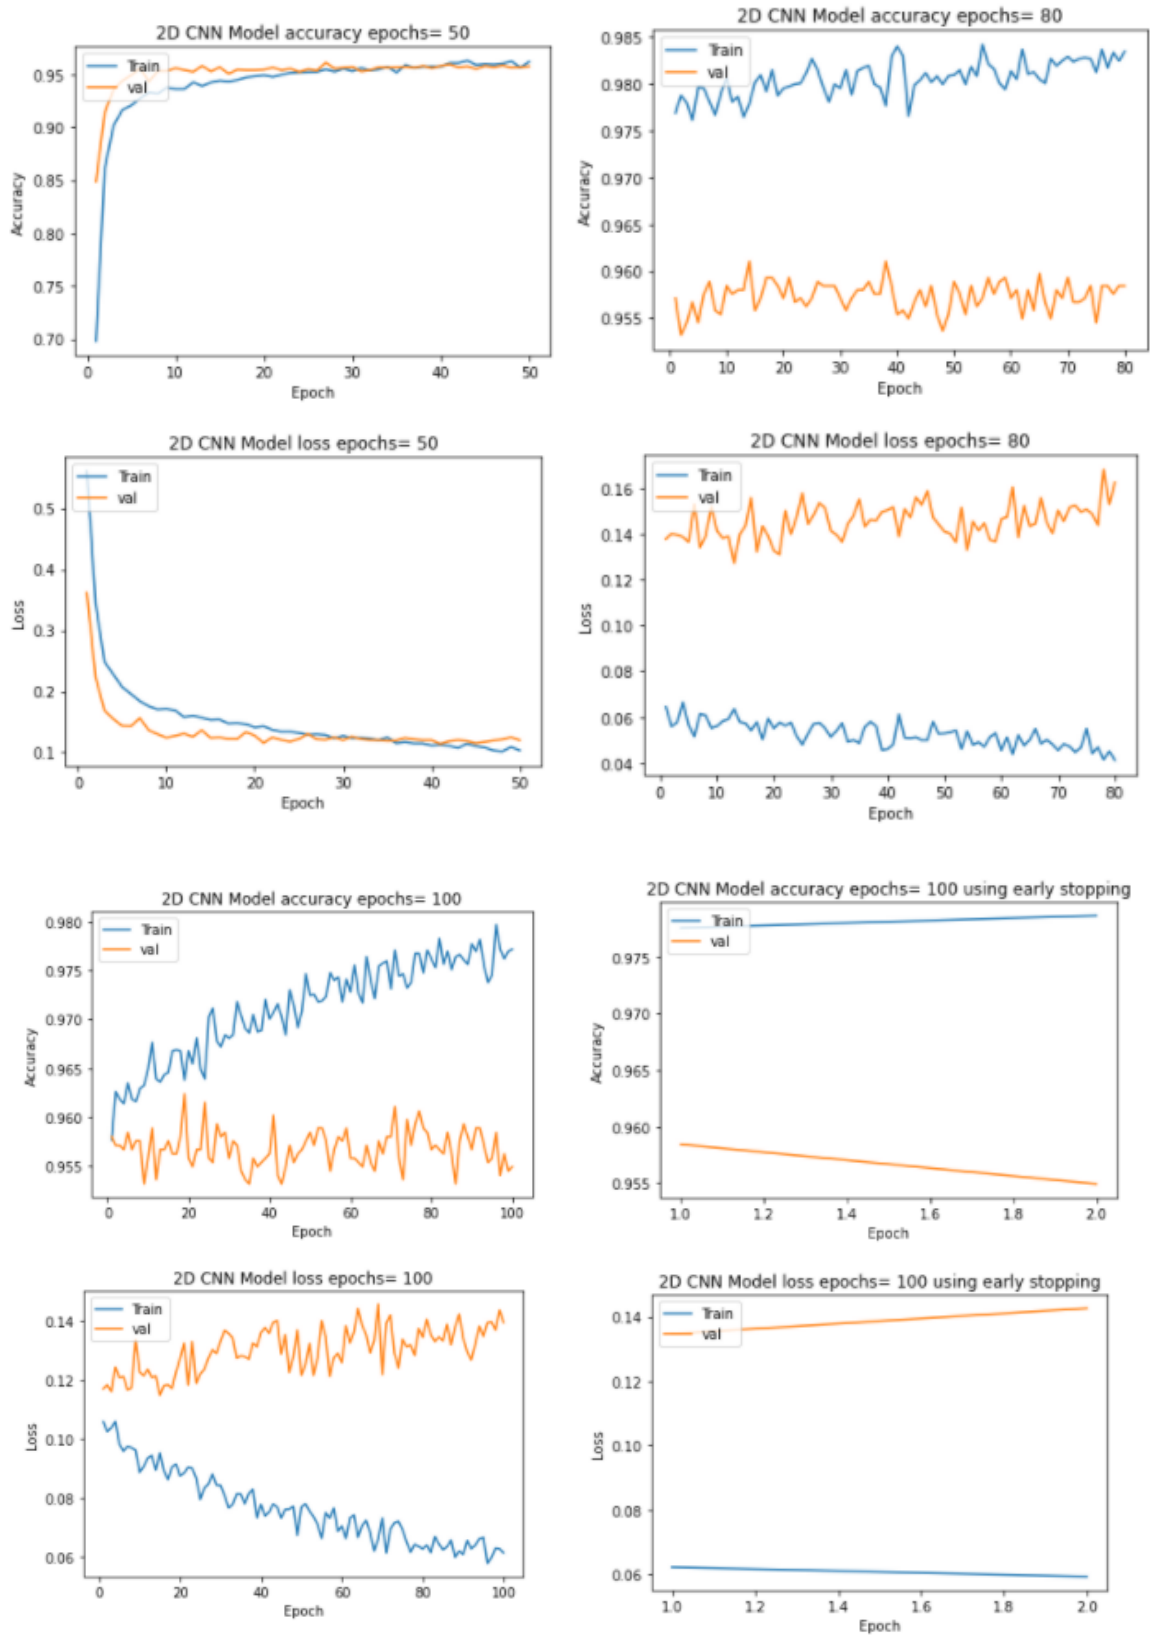 2D CNN Model accuracy epochs= 50
Train
val
0.95
0.90
0.85
0.80
0.75
0.70
Accuracy
0 10 20 30 40 50
Epoch
2D CNN Model accuracy epochs= 80
Train
val
0.985
0.980
0.975
0.970
0.965
0.960
0.955
Accuracy
0 10 20 30 40 50 60 70 80
Epoch
2D CNN Model loss epochs= 50
Train
val
0.5
0.4
0.3
0.2
0.1
Loss
0 10 20 30 40 50
Epoch
2D CNN Model loss epochs= 80
Train
val
0.16
0.14
0.12
0.10
0.08
0.06
0.04
Loss
0 10 20 30 40 50 60 70 80
Epoch
2D CNN Model accuracy epochs= 100
Train
val
0.980
0.975
0.970
0.965
0.960
0.955
Accuracy
0 20 40 60 80 100
Epoch
2D CNN Model accuracy epochs= 100 using early stopping
Train
val
0.975
0.970
0.965
0.960
0.955
Accuracy
1.0 1.2 1.4 1.6 1.8 2.0
Epoch
2D CNN Model loss epochs= 100
Train
val
0.14
0.12
0.10
0.08
0.06
Loss
0 20 40 60 80 100
Epoch
2D CNN Model loss epochs= 100 using early stopping
Train
val
0.14
0.12
0.10
0.08
0.06
Loss
1.0 1.2 1.4 1.6 1.8 2.0
Epoch